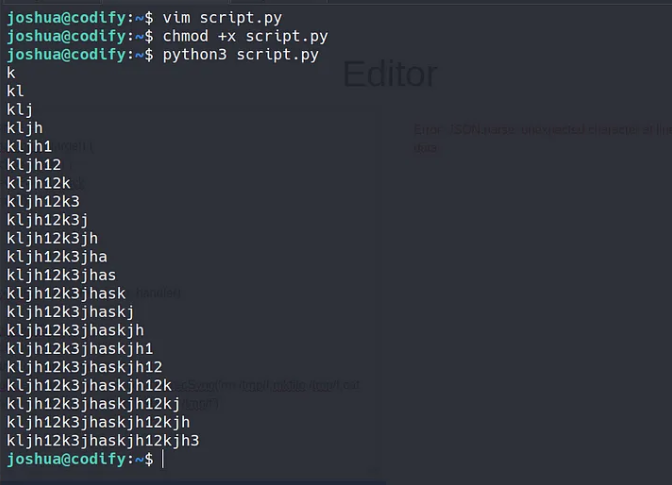 joshua@codify:~$ vim script.py
joshua@codify:~$ chmod +x script.py
joshua@codify:~$ python3 script.py
k
kl
klj
kljh
kljh1
kljh12
kljh12k
kljh12k3
kljh12k3j
kljh12k3jh
kljh12k3jha
kljh12k3jhas
kljh12k3jhask
kljh12k3jhaskj
kljh12k3jhaskjh
kljh12k3jhaskjh1
kljh12k3jhaskjh12
kljh12k3jhaskjh12k
kljh12k3jhaskjh12kj
kljh12k3jhaskjh12kjh
kljh12k3jhaskjh12kjh3
joshua@codify:~$
Editor